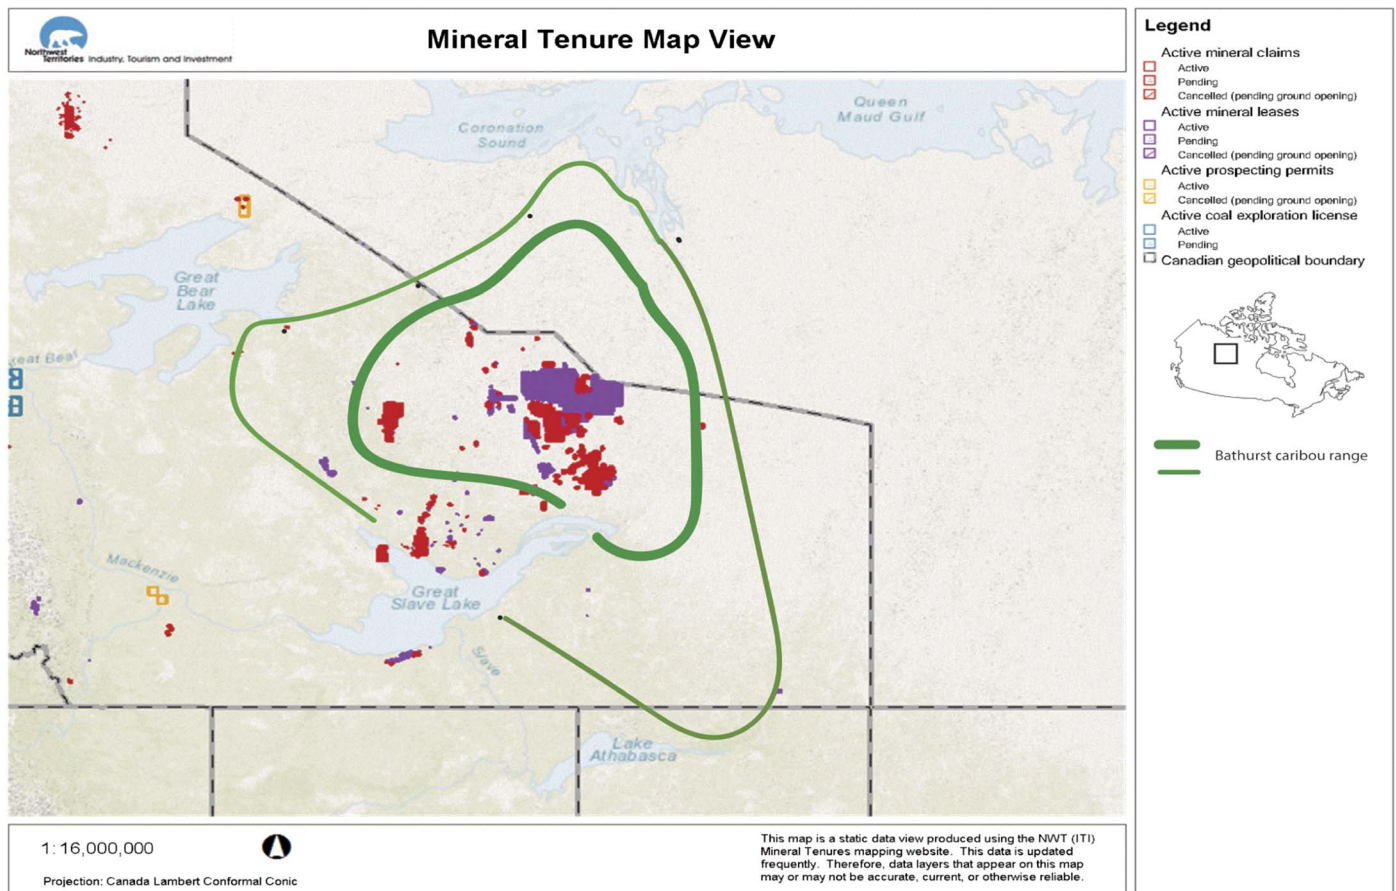 Northwest
Territories Industry, Tourism and Investment
Mineral Tenure Map View
Coronation
Sound
Queen
Maud Gulf
Great
Bear
Lake
reat Bear
Mackenzie
Great
Slave Lake
Slave
Lake
Athabasca
1:16,000,000
Projection: Canada Lambert Conformal Conic
This map is a static data view produced using the NWT (ITI)
Mineral Tenures mapping website. This data is updated
frequently. Therefore, data layers that appear on this map
may or may not be accurate, current, or otherwise reliable.
Legend
Active mineral claims
Active
Pending
Cancelled (pending ground opening)
Active mineral leases
Active
Pending
Cancelled (pending ground opening)
Active prospecting permits
Active
Cancelled (pending ground opening)
Active coal exploration license
Active
Pending
Canadian geopolitical boundary
Bathurst caribou range